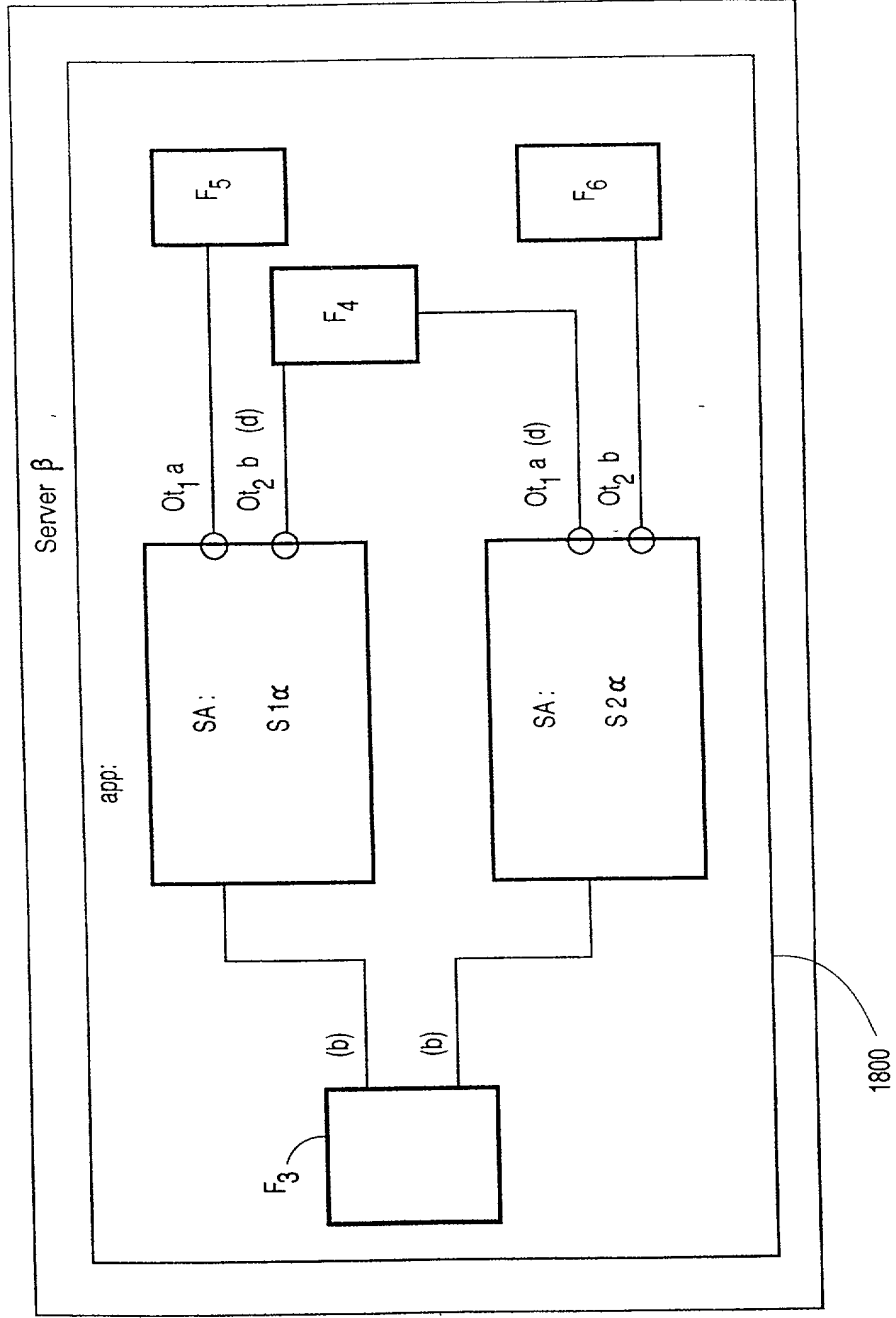 Server β
app:
F3
(b)
(b)
SA:
S1α
SA:
S2α
Ot1 a
Ot2 b (d)
Ot1 a (d)
Ot2 b
F5
F4
F6
1800